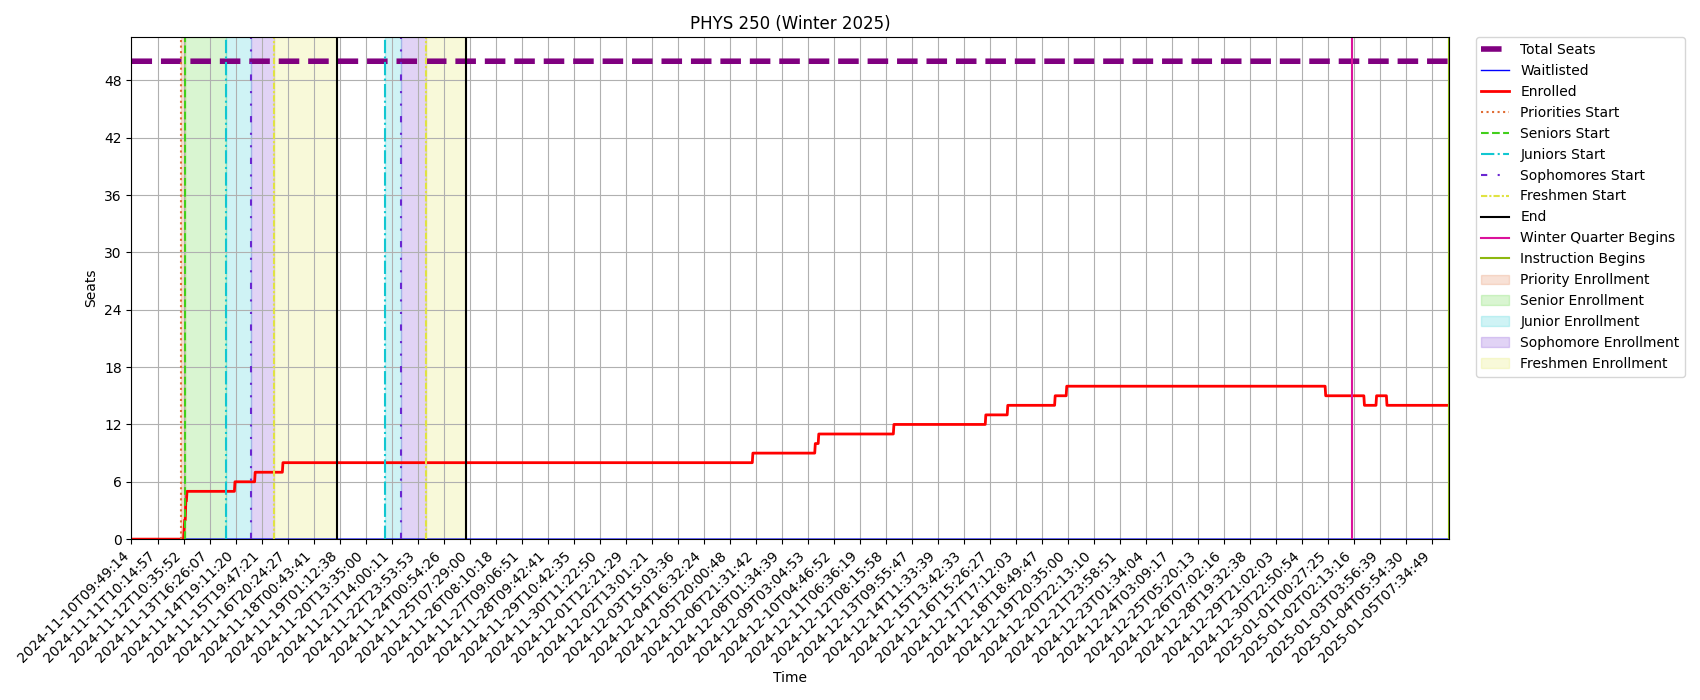 PHYS 250 (Winter 2025)
Seats
48
42
36
30
24
18
12
6
0
2024-11-10T09:49:14
2024-11-11T10:14:57
2024-11-12T10:35:52
2024-11-13T16:26:07
2024-11-14T19:11:20
2024-11-15T19:47:21
2024-11-16T20:24:27
2024-11-18T00:43:41
2024-11-19T01:12:38
2024-11-20T13:35:00
2024-11-21T14:00:11
2024-11-22T23:53:53
2024-11-24T00:54:26
2024-11-25T07:29:00
2024-11-26T08:10:18
2024-11-27T09:06:51
2024-11-28T09:42:41
2024-11-29T10:42:35
2024-11-30T11:22:50
2024-12-01T12:21:29
2024-12-02T13:01:21
2024-12-03T15:03:36
2024-12-04T16:32:24
2024-12-05T20:00:48
2024-12-06T21:31:42
2024-12-08T01:34:39
2024-12-09T03:04:53
2024-12-10T04:46:52
2024-12-11T06:36:19
2024-12-12T08:15:58
2024-12-13T09:55:47
2024-12-14T11:33:39
2024-12-15T13:42:33
2024-12-16T15:26:27
2024-12-17T17:12:03
2024-12-18T18:49:47
2024-12-19T20:35:00
2024-12-20T22:13:10
2024-12-21T23:58:51
2024-12-23T01:34:04
2024-12-24T03:09:17
2024-12-25T05:20:13
2024-12-26T07:02:16
2024-12-28T19:32:38
2024-12-29T21:02:03
2024-12-30T22:50:54
2025-01-01T00:27:25
2025-01-02T02:13:16
2025-01-03T03:56:39
2025-01-04T05:54:30
2025-01-05T07:34:49
Time
Total Seats
Waitlisted
Enrolled
Priorities Start
Seniors Start
Juniors Start
Sophomores Start
Freshmen Start
End
Winter Quarter Begins
Instruction Begins
Priority Enrollment
Senior Enrollment
Junior Enrollment
Sophomore Enrollment
Freshmen Enrollment